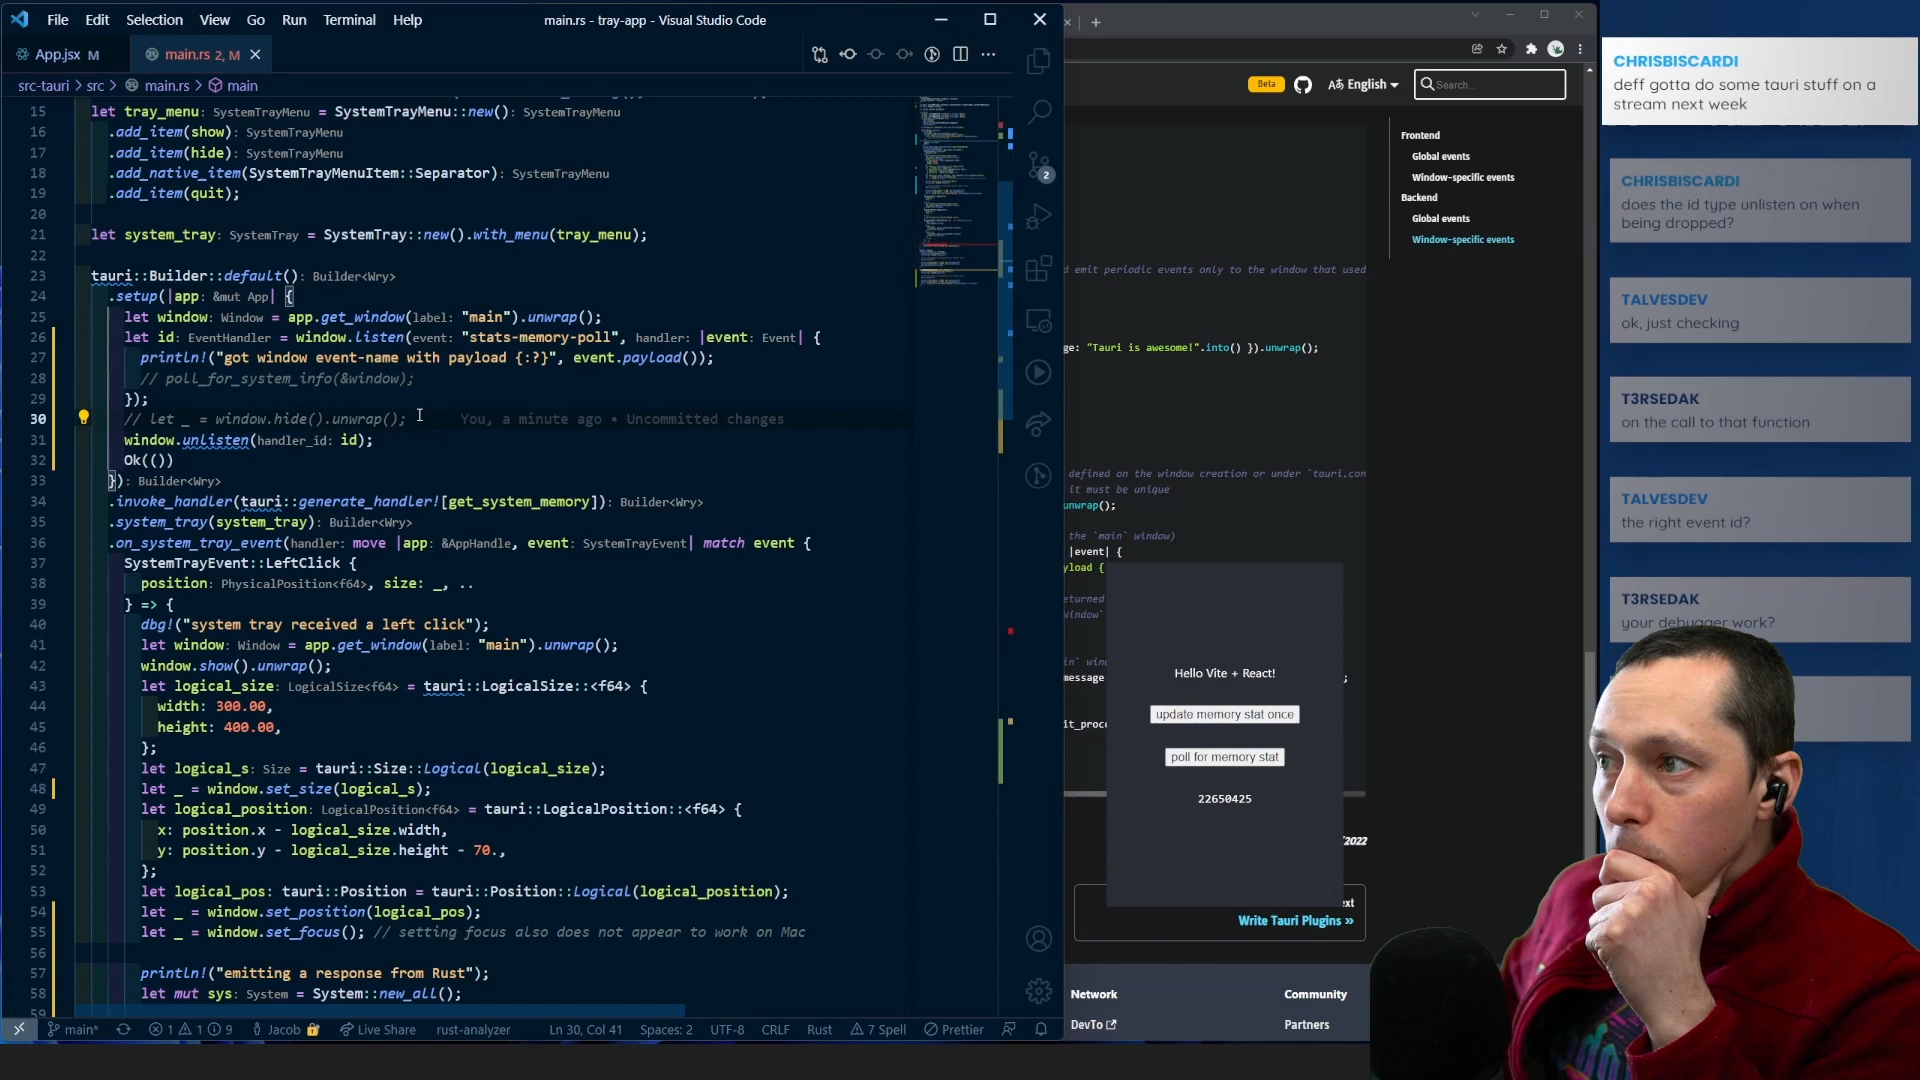 File Edit Selection View Go Run Terminal Help
main.rs - tray-app - Visual Studio Code
App.jsx M
main.rs 2, M
src-tauri > src > main.rs > main
15 let tray_menu: SystemTrayMenu = SystemTrayMenu::new(): SystemTrayMenu
16 .add_item(show): SystemTrayMenu
17 .add_item(hide): SystemTrayMenu
18 .add_native_item(SystemTrayMenuItem::Separator): SystemTrayMenu
19 .add_item(quit);
20
21 let system_tray: SystemTray = SystemTray::new().with_menu(tray_menu);
22
23 tauri::Builder::default(): Builder<Wry>
24 .setup(|app: &mut App| {
25 let window: Window = app.get_window(label: "main").unwrap();
26 let id: EventHandler = window.listen(event: "stats-memory-poll", handler: |event: Event| {
27 println!("got window event-name with payload {:?}", event.payload());
28 // poll_for_system_info(&window);
29 });
30 // let _ = window.hide().unwrap(); You, a minute ago • Uncommitted changes
31 window.unlisten(handler_id: id);
32 Ok(())
33 }): Builder<Wry>
34 .invoke_handler(tauri::generate_handler![get_system_memory]): Builder<Wry>
35 .system_tray(system_tray): Builder<Wry>
36 .on_system_tray_event(handler: move |app: &AppHandle, event: SystemTrayEvent| match event {
37 SystemTrayEvent::LeftClick {
38 position: PhysicalPosition<f64>, size: _, ..
39 } => {
40 dbg!("system tray received a left click");
41 let window: Window = app.get_window(label: "main").unwrap();
42 window.show().unwrap();
43 let logical_size: LogicalSize<f64> = tauri::LogicalSize::<f64> {
44 width: 300.00,
45 height: 400.00,
46 };
47 let logical_s: Size = tauri::Size::Logical(logical_size);
48 let _ = window.set_size(logical_s);
49 let logical_position: LogicalPosition<f64> = tauri::LogicalPosition::<f64> {
50 x: position.x - logical_size.width,
51 y: position.y - logical_size.height - 70.,
52 };
53 let logical_pos: tauri::Position = tauri::Position::Logical(logical_position);
54 let _ = window.set_position(logical_pos);
55 let _ = window.set_focus(); // setting focus also does not appear to work on Mac
56
57 println!("emitting a response from Rust");
58 let mut sys: System = System::new_all();
59
2
main* 1 1 9 Jacob Live Share rust-analyzer Ln 30, Col 41 Spaces: 2 UTF-8 CRLF Rust 7 Spell Prettier
Beta English Search...
Frontend
Global events
Window-specific events
Backend
Global events
Window-specific events
d emit periodic events only to the window that used
ge: "Tauri is awesome!".into() }).unwrap();
defined on the window creation or under `tauri.con
it must be unique
unwrap();
the `main` window)
|event| {
yload {
eturned
Window`
in` wind
message ;
it_proc
Hello Vite + React!
update memory stat once
poll for memory stat
22650425
/2022
ext
Write Tauri Plugins »
Network
DevTo
Community
Partners
CHRISBISCARDI
deff gotta do some tauri stuff on a
stream next week
CHRISBISCARDI
does the id type unlisten on when
being dropped?
TALVESDEV
ok, just checking
T3RSEDAK
on the call to that function
TALVESDEV
the right event id?
T3RSEDAK
your debugger work?